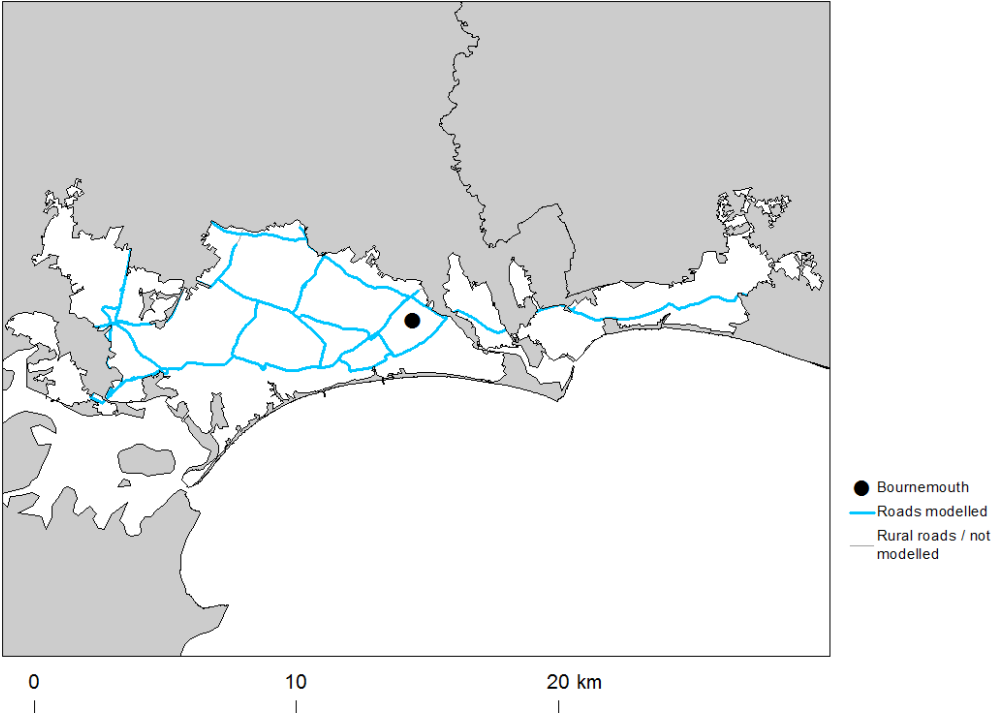 Bournemouth
Roads modelled
Rural roads / not
modelled
0 10 20 km